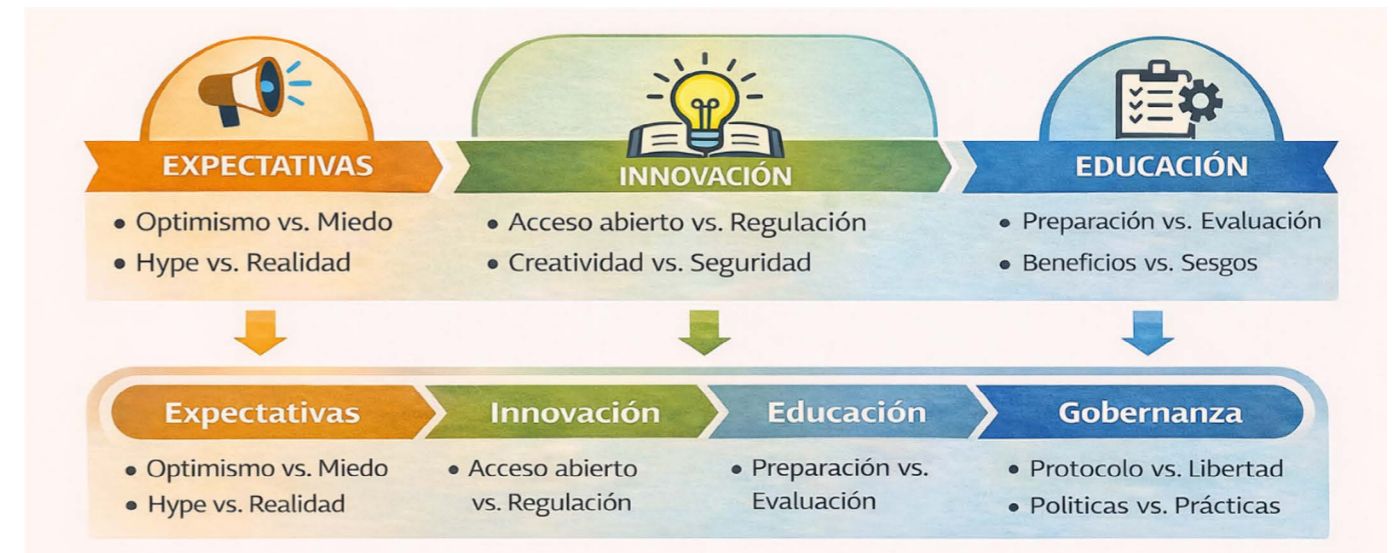 EXPECTATIVAS
• Optimismo vs. Miedo
• Hype vs. Realidad
INNOVACIÓN
• Acceso abierto vs. Regulación
• Creatividad vs. Seguridad
EDUCACIÓN
• Preparación vs. Evaluación
• Beneficios vs. Sesgos
Expectativas
• Optimismo vs. Miedo
• Hype vs. Realidad
Innovación
• Acceso abierto
vs. Regulación
Educación
• Preparación vs.
Evaluación
Gobernanza
• Protocolo vs. Libertad
• Politicas vs. Prácticas